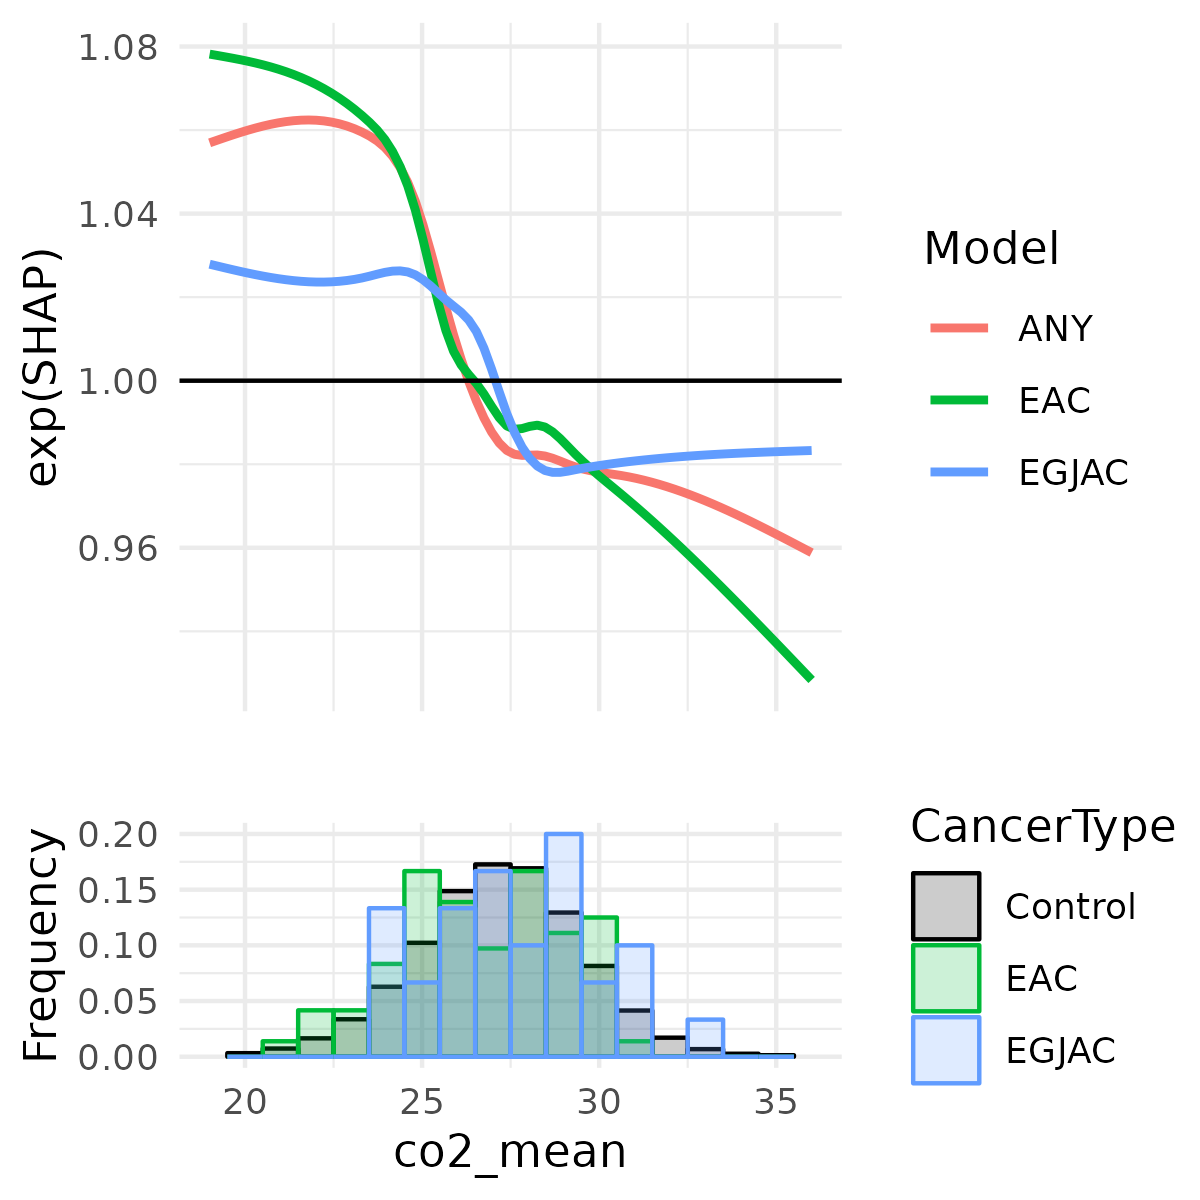 1.08
1.04
1.00
0.96
exp(SHAP)
Model
ANY
EAC
EGJAC
0.20
0.15
0.10
0.05
0.00
Frequency
20 25 30 35
co2_mean
CancerType
Control
EAC
EGJAC